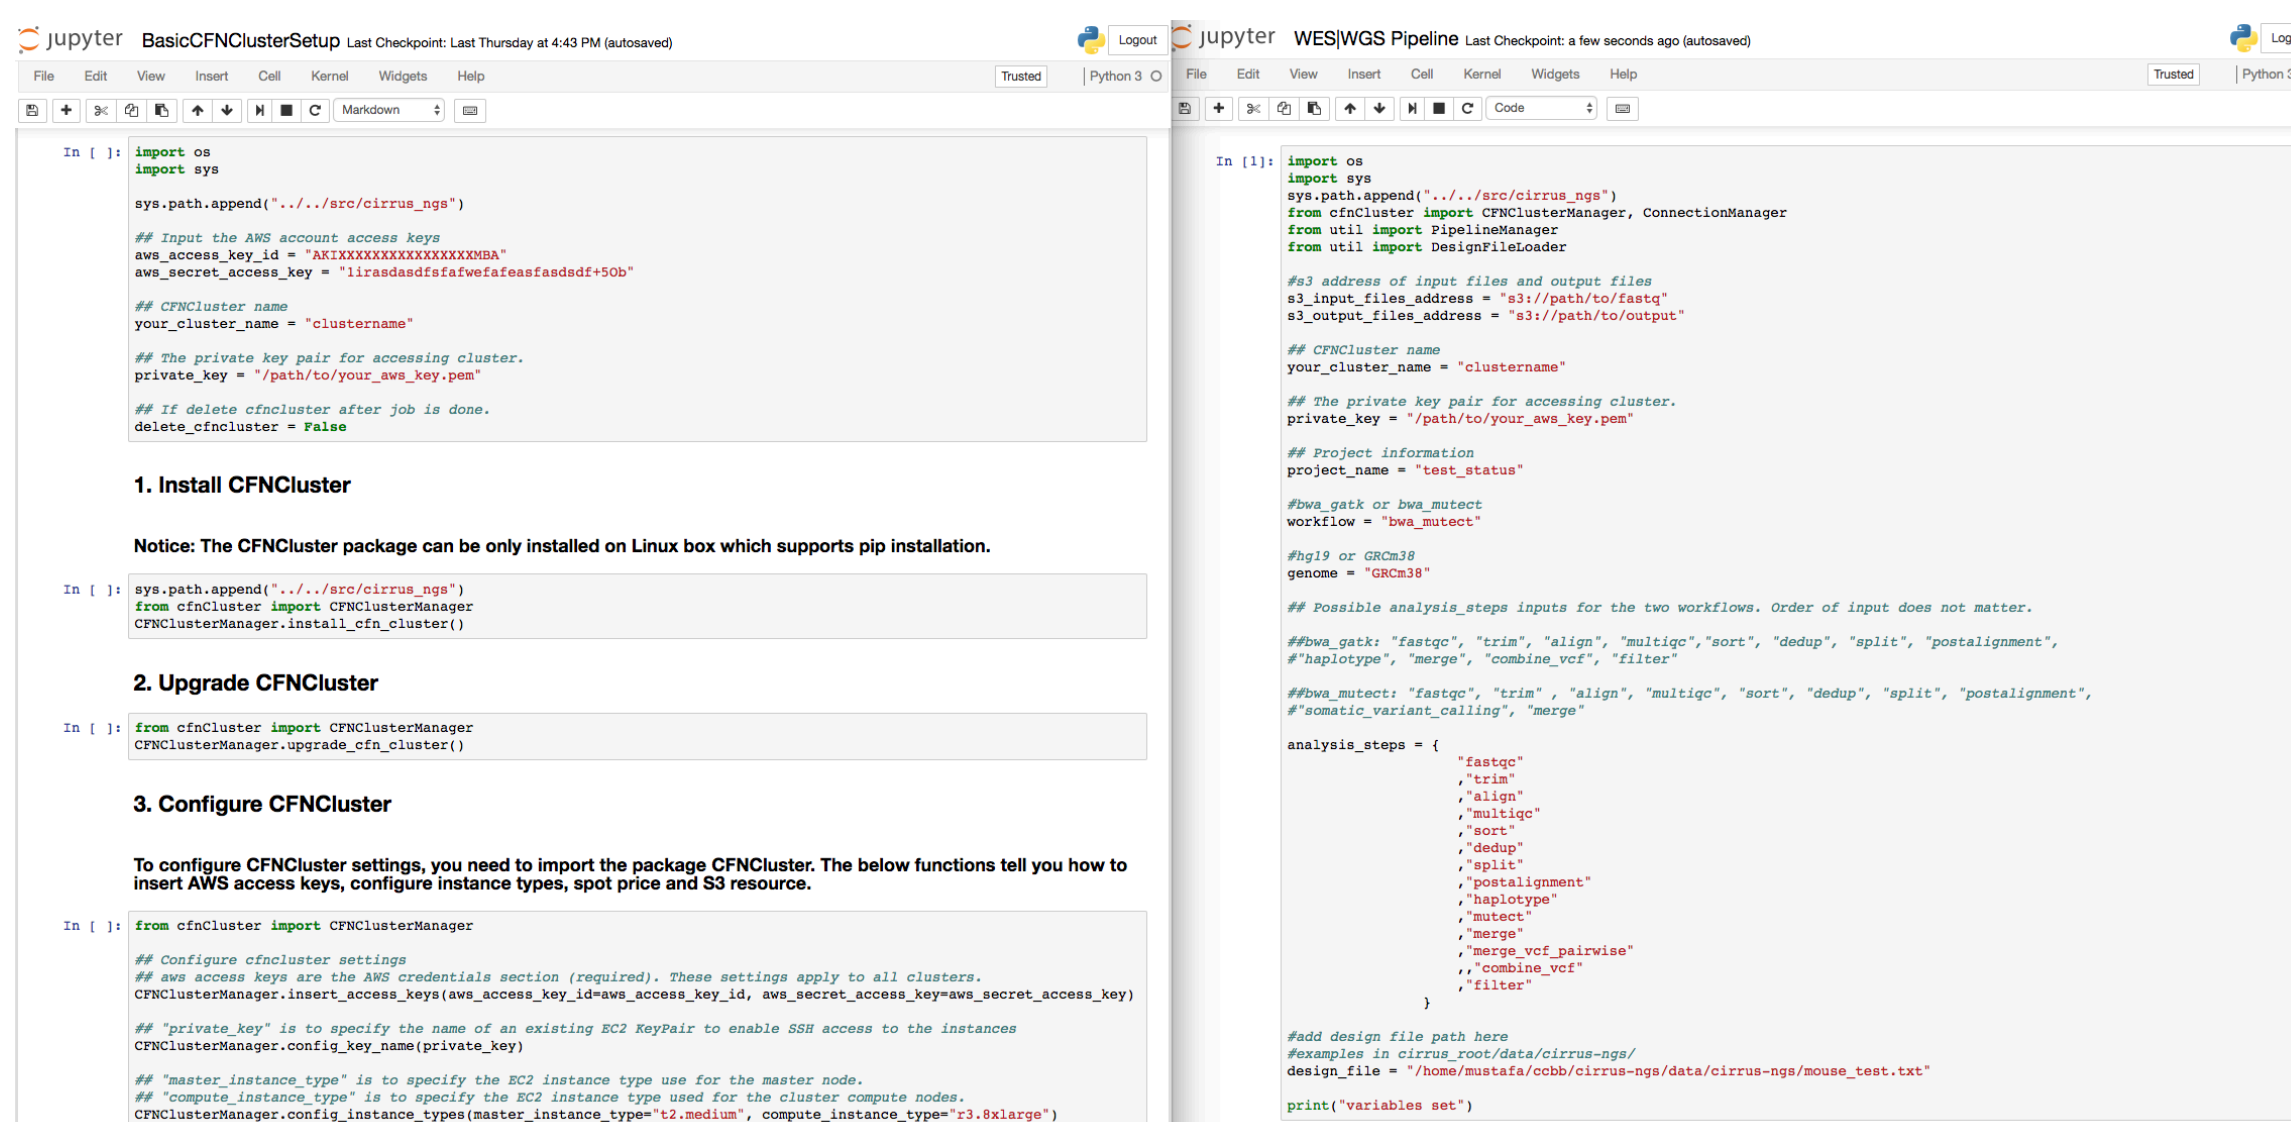 jupyter BasicCFNClusterSetup Last Checkpoint: Last Thursday at 4:43 PM (autosaved)
Logout
File Edit View Insert Cell Kernel Widgets Help
Trusted
Python 3
Markdown
In [ ]:
import os
import sys
sys.path.append("../../src/cirrus_ngs")
## Input the AWS account access keys
aws_access_key_id = "AKIXXXXXXXXXXXXXXXXMBA"
aws_secret_access_key = "lirasdasdfsfafwefafeasfasdsdf+5Ob"
## CFNCluster name
your_cluster_name = "clustername"
## The private key pair for accessing cluster.
private_key = "/path/to/your_aws_key.pem"
## If delete cfncluster after job is done.
delete_cfncluster = False
1. Install CFNCluster
Notice: The CFNCluster package can be only installed on Linux box which supports pip installation.
In [ ]:
sys.path.append("../../src/cirrus_ngs")
from cfnCluster import CFNClusterManager
CFNClusterManager.install_cfn_cluster()
2. Upgrade CFNCluster
In [ ]:
from cfnCluster import CFNClusterManager
CFNClusterManager.upgrade_cfn_cluster()
3. Configure CFNCluster
To configure CFNCluster settings, you need to import the package CFNCluster. The below functions tell you how to
insert AWS access keys, configure instance types, spot price and S3 resource.
In [ ]:
from cfnCluster import CFNClusterManager
## Configure cfncluster settings
## aws access keys are the AWS credentials section (required). These settings apply to all clusters.
CFNClusterManager.insert_access_keys(aws_access_key_id=aws_access_key_id, aws_secret_access_key=aws_secret_access_key)
## "private_key" is to specify the name of an existing EC2 KeyPair to enable SSH access to the instances
CFNClusterManager.config_key_name(private_key)
## "master_instance_type" is to specify the EC2 instance type use for the master node.
## "compute_instance_type" is to specify the EC2 instance type used for the cluster compute nodes.
CFNClusterManager.config_instance_types(master_instance_type="t2.medium", compute_instance_type="r3.8xlarge")
jupyter WES|WGS Pipeline Last Checkpoint: a few seconds ago (autosaved)
Log
File Edit View Insert Cell Kernel Widgets Help
Trusted
Python 3
Code
In [1]:
import os
import sys
sys.path.append("../../src/cirrus_ngs")
from cfnCluster import CFNClusterManager, ConnectionManager
from util import PipelineManager
from util import DesignFileLoader
#s3 address of input files and output files
s3_input_files_address = "s3://path/to/fastq"
s3_output_files_address = "s3://path/to/output"
## CFNCluster name
your_cluster_name = "clustername"
## The private key pair for accessing cluster.
private_key = "/path/to/your_aws_key.pem"
## Project information
project_name = "test_status"
#bwa_gatk or bwa_mutect
workflow = "bwa_mutect"
#hg19 or GRCm38
genome = "GRCm38"
## Possible analysis_steps inputs for the two workflows. Order of input does not matter.
##bwa_gatk: "fastqc", "trim", "align", "multiqc","sort", "dedup", "split", "postalignment",
#"haplotype", "merge", "combine_vcf", "filter"
##bwa_mutect: "fastqc", "trim" , "align", "multiqc", "sort", "dedup", "split", "postalignment",
#"somatic_variant_calling", "merge"
analysis_steps = {
"fastqc"
,"trim"
,"align"
,"multiqc"
,"sort"
,"dedup"
,"split"
,"postalignment"
,"haplotype"
,"mutect"
,"merge"
,"merge_vcf_pairwise"
,,"combine_vcf"
,"filter"
}
#add design file path here
#examples in cirrus_root/data/cirrus-ngs/
design_file = "/home/mustafa/ccbb/cirrus-ngs/data/cirrus-ngs/mouse_test.txt"
print("variables set")